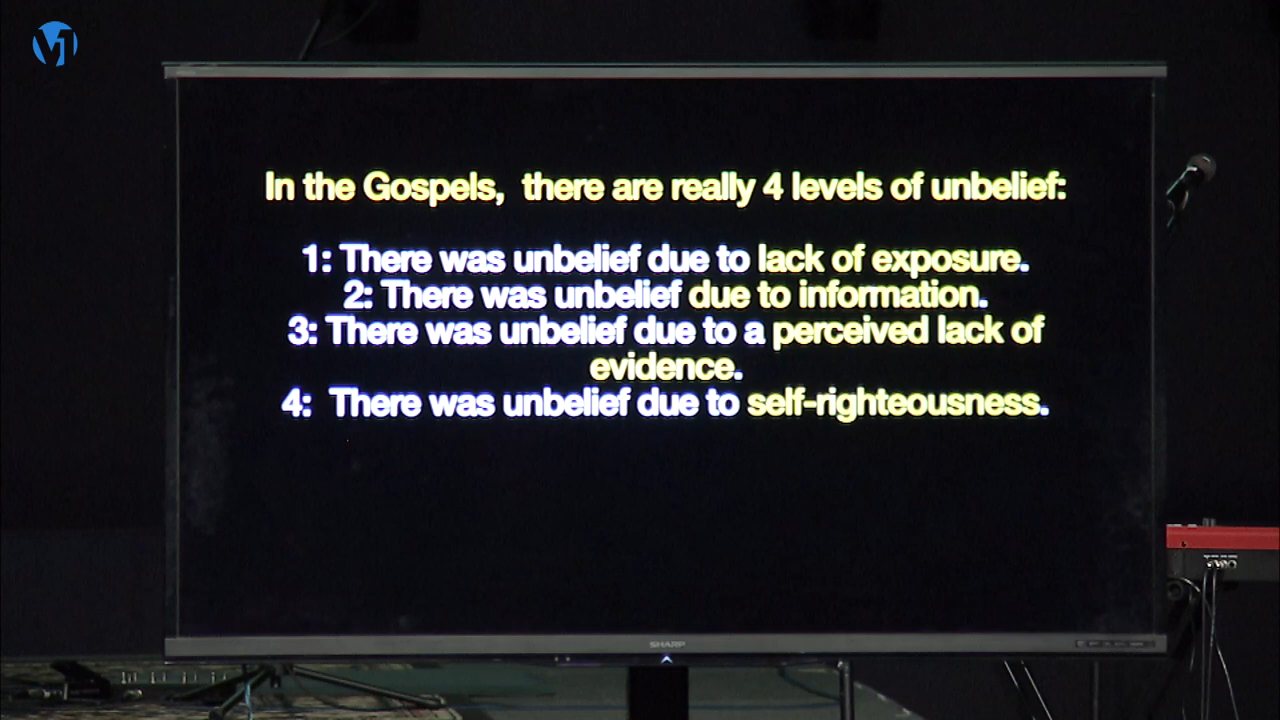 In the Gospels,  there are really 4 levels of unbelief:
1: There was unbelief due to lack of exposure.
2: There was unbelief due to information.
3: There was unbelief due to a perceived lack of
evidence.
4:  There was unbelief due to self-righteousness.
SHARP